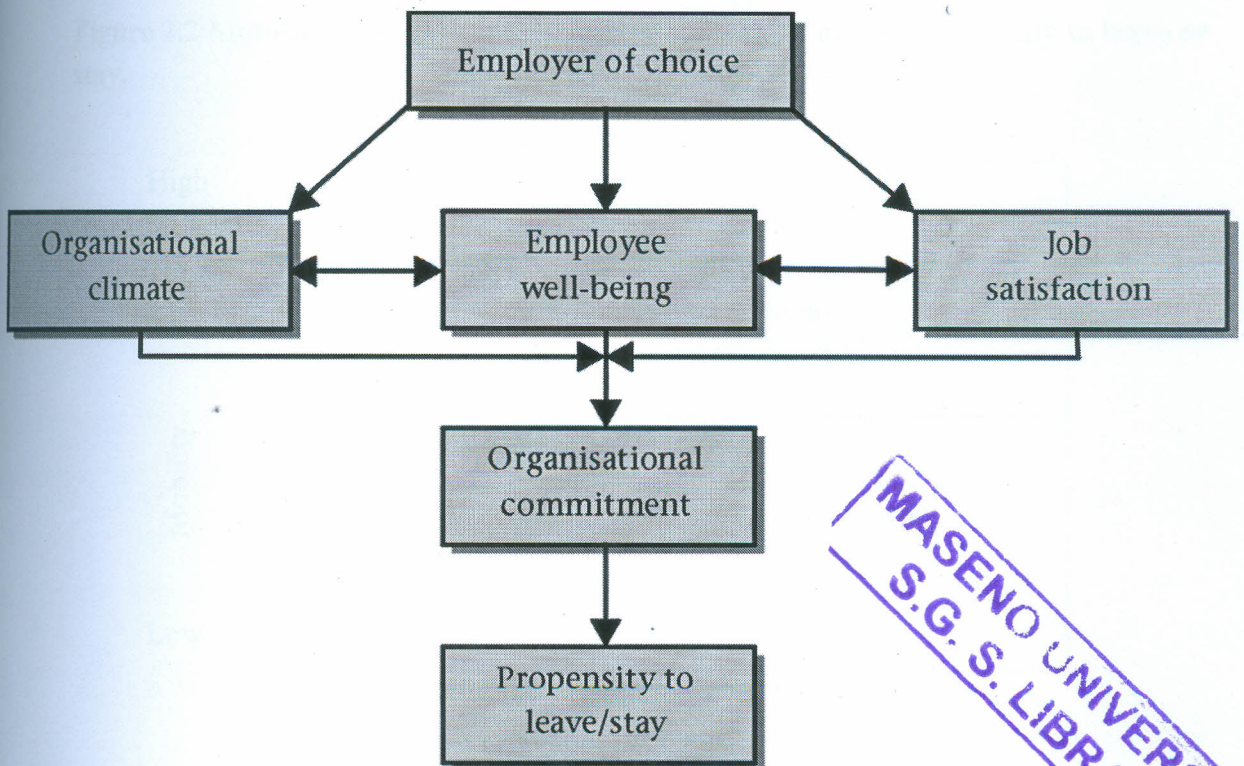 Employer of choice
Organisational
climate
Employee
well-being
Job
satisfaction
Organisational
commitment
Propensity to
leave/stay
MASENO UNIVER
S.G. S. LIBR